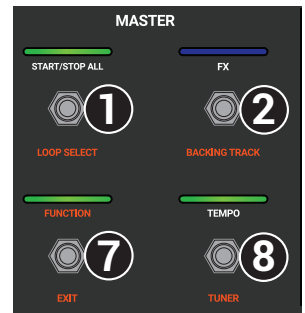 MASTER
START/STOP ALL
FX
1
2
LOOP SELECT
BACKING TRACK
FUNCTION
TEMPO
7
8
EXIT
TUNER